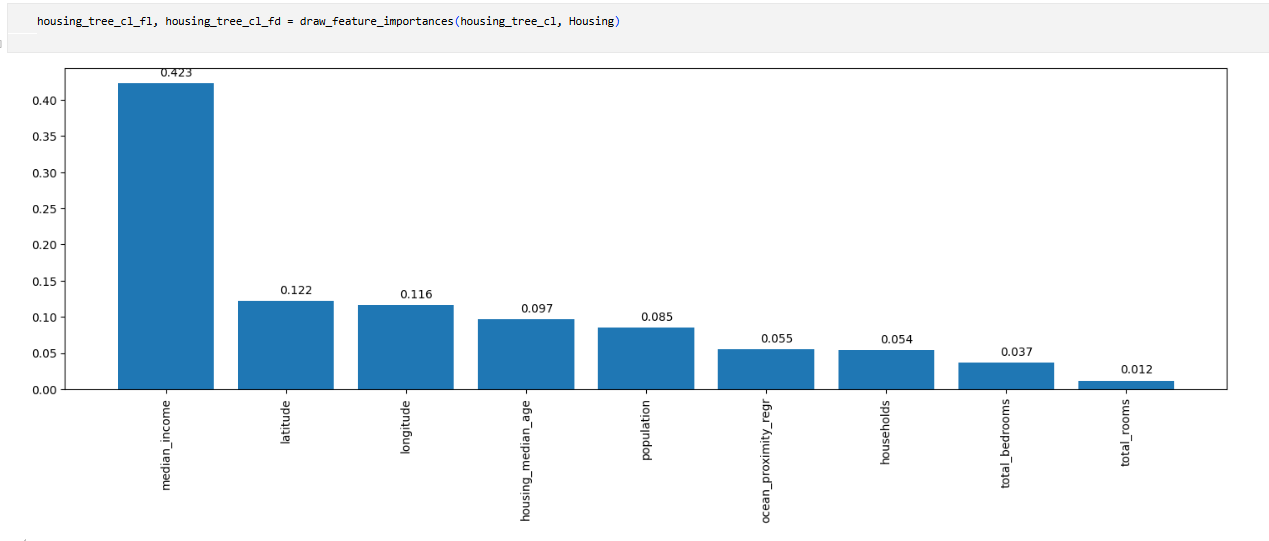 housing_tree_cl_fl, housing_tree_cl_fd = draw_feature_importances(housing_tree_cl, Housing)
0.423
0.40
0.35
0.30
0.25
0.20
0.15
0.10
0.05
0.00
0.122
0.116
0.097
0.085
0.055
0.054
0.037
0.012
median_income
latitude
longitude
housing_median_age
population
ocean_proximity_regr
households
total_bedrooms
total_rooms